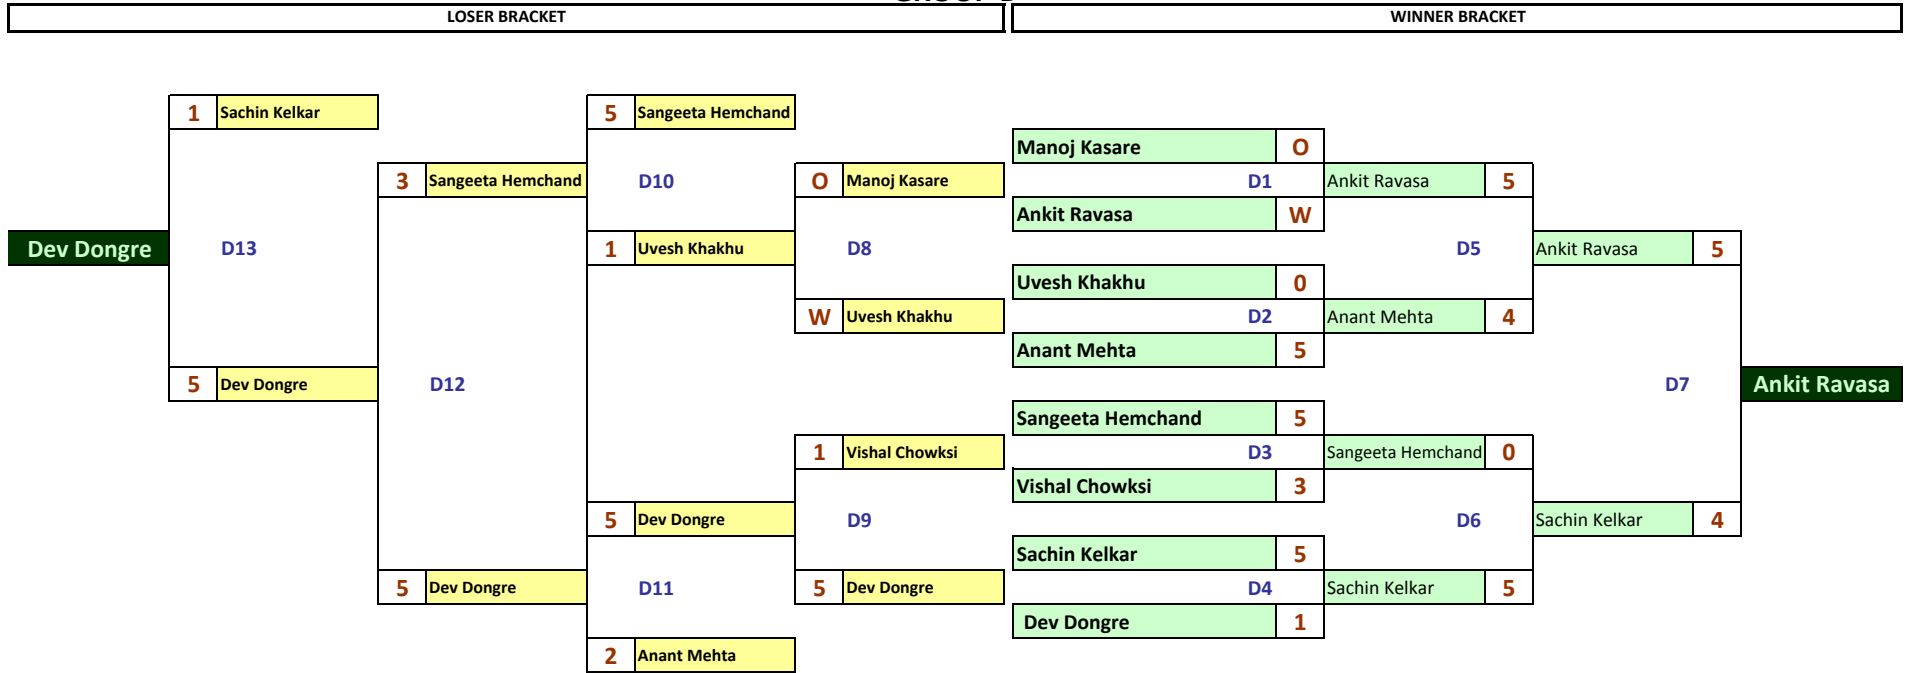 LOSER BRACKET WINNER BRACKET
1 Sachin Kelkar 5 Sangeeta Hemchand
Manoj Kasare O
3 Sangeeta Hemchand D10 O Manoj Kasare D1 Ankit Ravasa 5
Ankit Ravasa W
Dev Dongre D13 1 Uvesh Khakhu D8 D5 Ankit Ravasa 5
Uvesh Khakhu 0
W Uvesh Khakhu D2 Anant Mehta 4
Anant Mehta 5
5 Dev Dongre D12 D7 Ankit Ravasa
Sangeeta Hemchand 5
1 Vishal Chowksi D3 Sangeeta Hemchand 0
Vishal Chowksi 3
5 Dev Dongre D9 D6 Sachin Kelkar 4
Sachin Kelkar 5
5 Dev Dongre D11 5 Dev Dongre D4 Sachin Kelkar 5
Dev Dongre 1
2 Anant Mehta